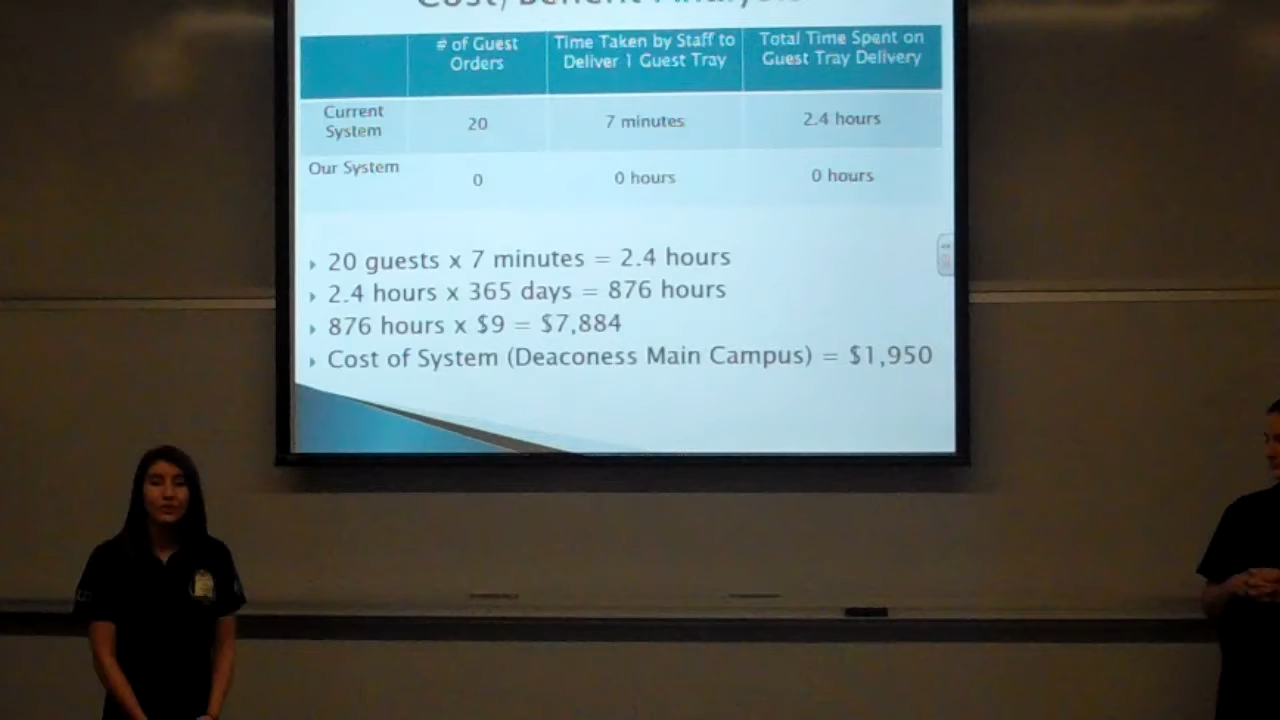 Cost/Benefit Analysis
# of Guest Orders
Time Taken by Staff to Deliver 1 Guest Tray
Total Time Spent on Guest Tray Delivery
Current System
20
7 minutes
2.4 hours
Our System
0
0 hours
0 hours
20 guests x 7 minutes = 2.4 hours
2.4 hours x 365 days = 876 hours
876 hours x $9 = $7,884
Cost of System (Deaconess Main Campus) = $1,950